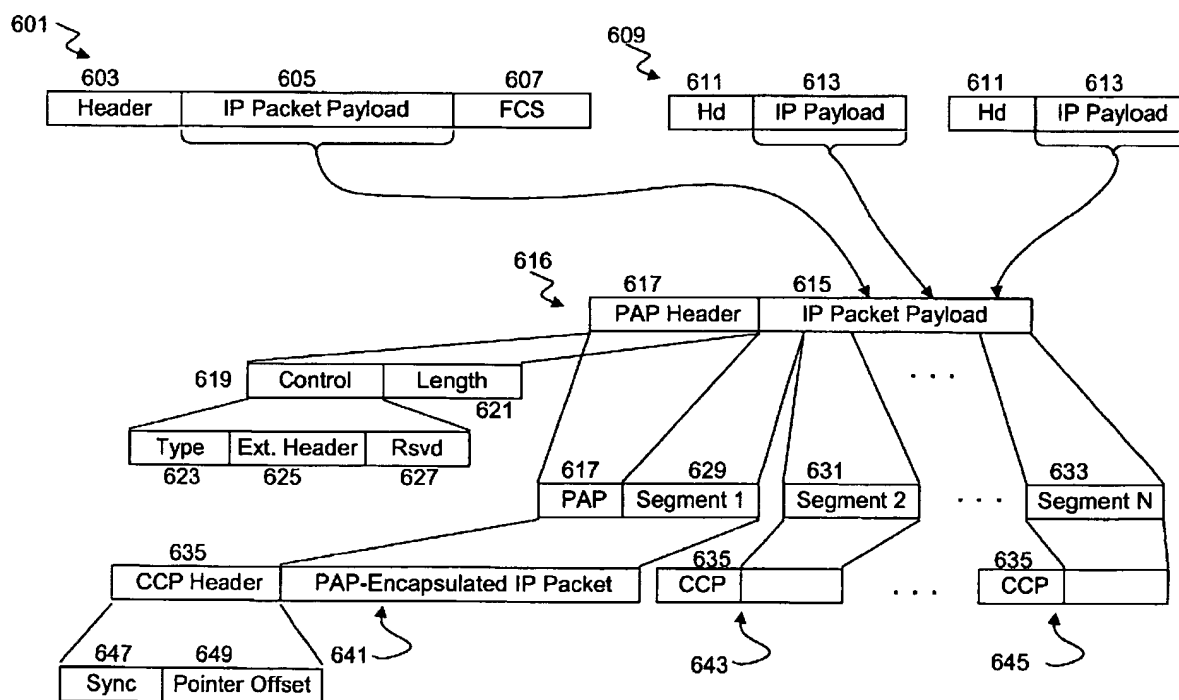 601
603 605 607
Header IP Packet Payload FCS
609
611 613
Hd IP Payload
611 613
Hd IP Payload
616
617 615
PAP Header IP Packet Payload
619 Control Length
621
. . .
Type Ext. Header Rsvd
623 625 627
617 629 631 633
PAP Segment 1 Segment 2 . . . Segment N
635 635 635
CCP Header PAP-Encapsulated IP Packet CCP . . . CCP
641 643 645
647 649
Sync Pointer Offset